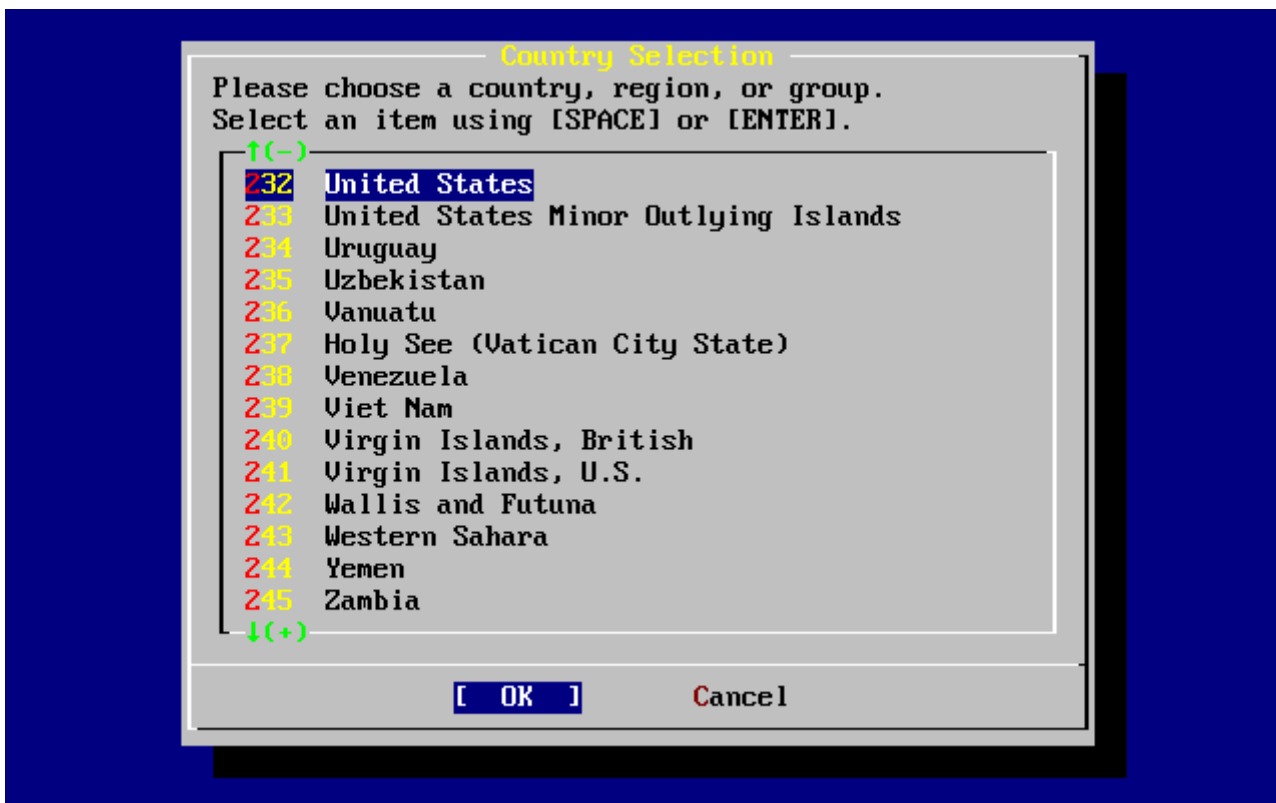 Country Selection
Please choose a country, region, or group.
Select an item using [SPACE] or [ENTER].
↑(-)
232 United States
233 United States Minor Outlying Islands
234 Uruguay
235 Uzbekistan
236 Vanuatu
237 Holy See (Vatican City State)
238 Venezuela
239 Viet Nam
240 Virgin Islands, British
241 Virgin Islands, U.S.
242 Wallis and Futuna
243 Western Sahara
244 Yemen
245 Zambia
↓(+)
[ OK ] Cancel